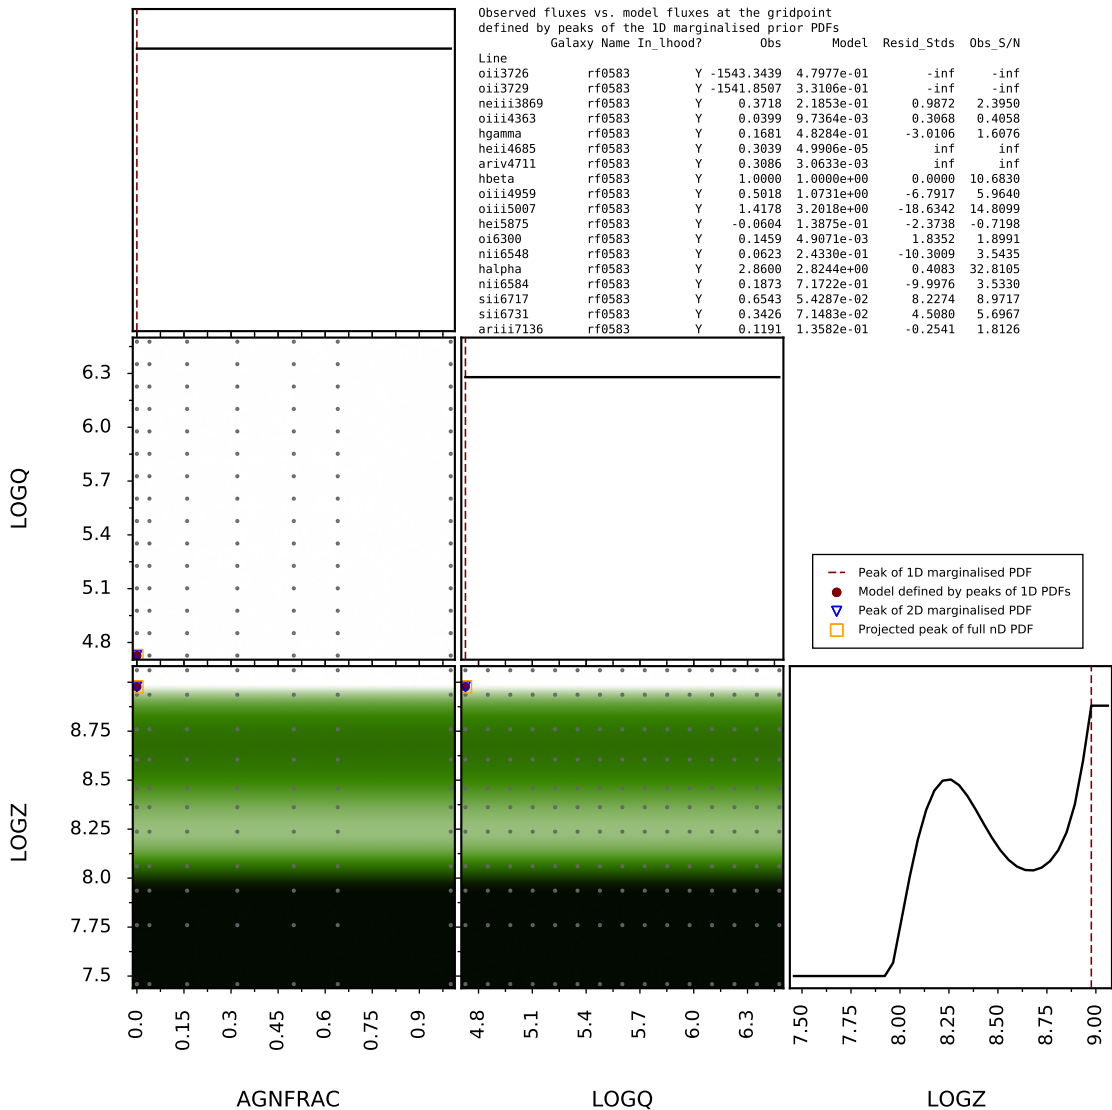 Observed fluxes vs. model fluxes at the gridpoint
defined by peaks of the 1D marginalised prior PDFs
Galaxy Name In_lhood? Obs Model Resid_Stds Obs_S/N
Line
oii3726 rf0583 Y -1543.3439 4.7977e-01 -inf -inf
oii3729 rf0583 Y -1541.8507 3.3106e-01 -inf -inf
neiii3869 rf0583 Y 0.3718 2.1853e-01 0.9872 2.3950
oiii4363 rf0583 Y 0.0399 9.7364e-03 0.3068 0.4058
hgamma rf0583 Y 0.1681 4.8284e-01 -3.0106 1.6076
heii4685 rf0583 Y 0.3039 4.9906e-05 inf inf
ariv4711 rf0583 Y 0.3086 3.0633e-03 inf inf
hbeta rf0583 Y 1.0000 1.0000e+00 0.0000 10.6830
oiii4959 rf0583 Y 0.5018 1.0731e+00 -6.7917 5.9640
oiii5007 rf0583 Y 1.4178 3.2018e+00 -18.6342 14.8099
hei5875 rf0583 Y -0.0604 1.3875e-01 -2.3738 -0.7198
oi6300 rf0583 Y 0.1459 4.9071e-03 1.8352 1.8991
nii6548 rf0583 Y 0.0623 2.4330e-01 -10.3009 3.5435
halpha rf0583 Y 2.8600 2.8244e+00 0.4083 32.8105
nii6584 rf0583 Y 0.1873 7.1722e-01 -9.9976 3.5330
sii6717 rf0583 Y 0.6543 5.4287e-02 8.2274 8.9717
sii6731 rf0583 Y 0.3426 7.1483e-02 4.5080 5.6967
ariii7136 rf0583 Y 0.1191 1.3582e-01 -0.2541 1.8126
6.3
6.0
5.7
5.4
5.1
4.8
LOGQ
Peak of 1D marginalised PDF
Model defined by peaks of 1D PDFs
Peak of 2D marginalised PDF
Projected peak of full nD PDF
8.75
8.5
8.25
8.0
7.75
7.5
LOGZ
0.0 0.15 0.3 0.45 0.6 0.75 0.9
4.8 5.1 5.4 5.7 6.0 6.3
7.50 7.75 8.00 8.25 8.50 8.75 9.00
AGNFRAC LOGQ LOGZ